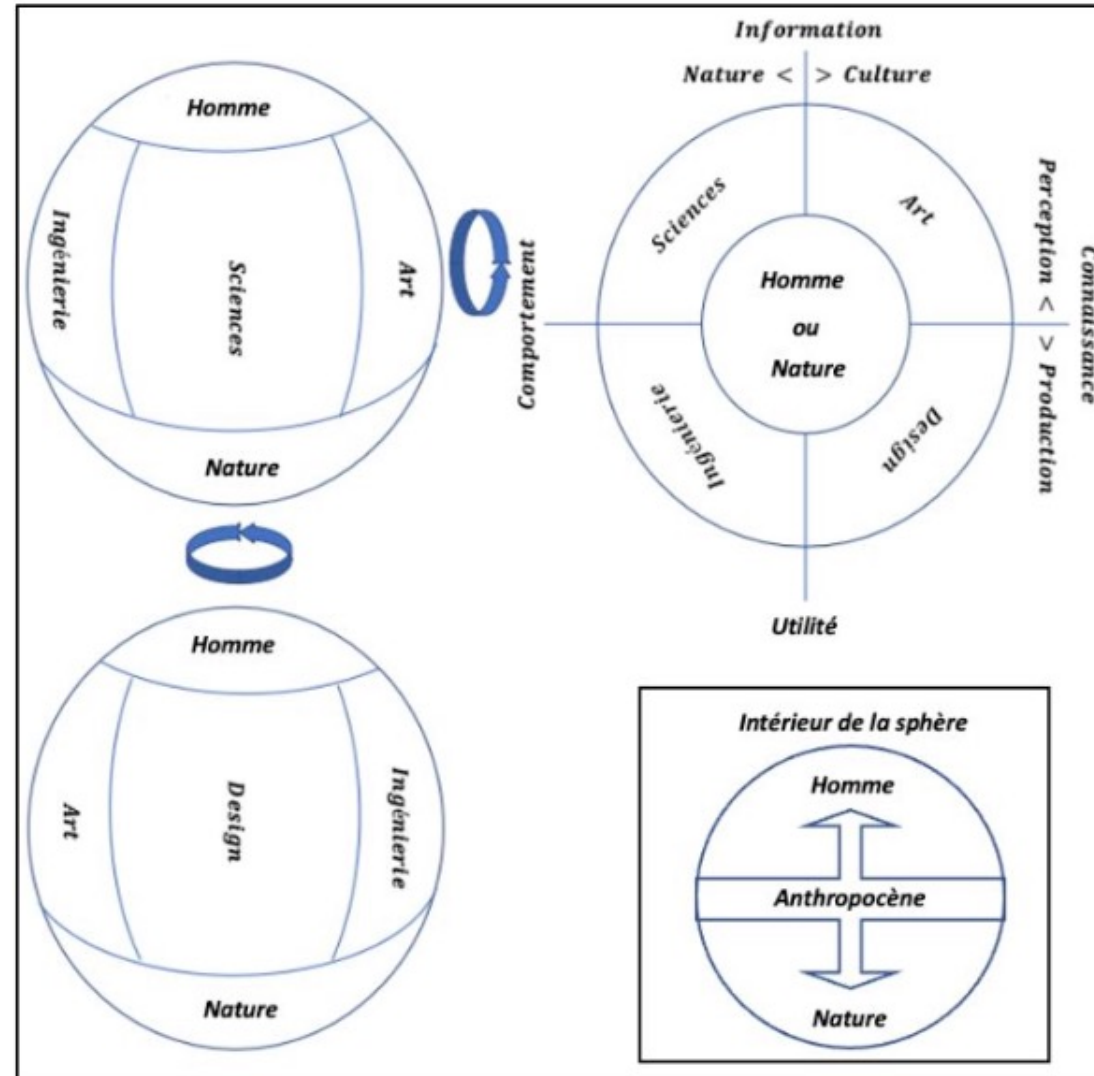 Homme
Ingénierie
Sciences
Art
Nature
Homme
Art
Design
Ingénierie
Nature
Information
Nature < > Culture
Sciences
Art
Comportement
Homme
ou
Nature
Perception < > Production
Connaissance
Ingénierie
Design
Utilité
Intérieur de la sphère
Homme
Anthropocène
Nature